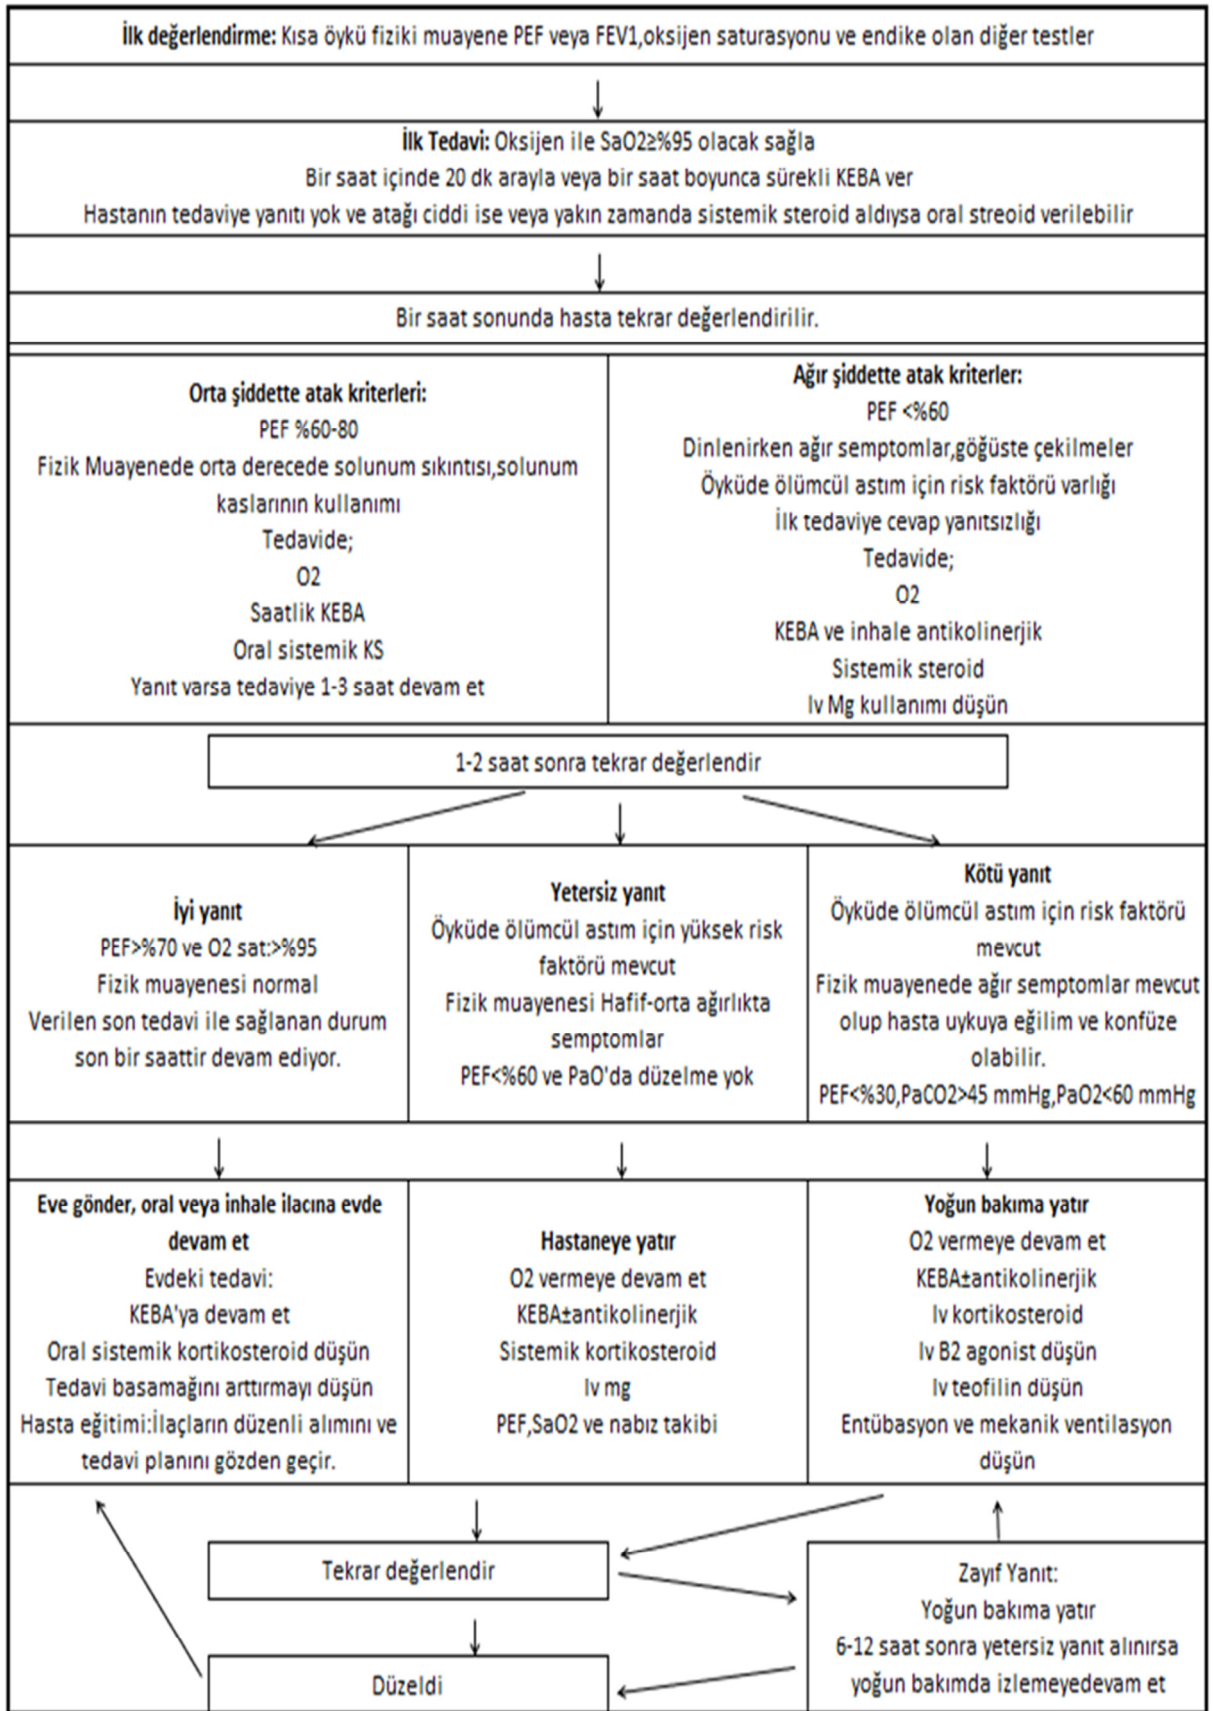 İlk değerlendirme: Kısa öykü fiziki muayene PEF veya FEV1,oksijen saturasyonu ve endike olan diğer testler
İlk Tedavi: Oksijen ile SaO2≥%95 olacak sağla
Bir saat içinde 20 dk arayla veya bir saat boyunca sürekli KEBA ver
Hastanın tedaviye yanıtı yok ve atağı ciddi ise veya yakın zamanda sistemik steroid aldıysa oral streoid verilebilir
Bir saat sonunda hasta tekrar değerlendirilir.
Orta şiddette atak kriterleri:
PEF %60-80
Fizik Muayenede orta derecede solunum sıkıntısı,solunum
kaslarının kullanımı
Tedavide;
O2
Saatlik KEBA
Oral sistemik KS
Yanıt varsa tedaviye 1-3 saat devam et
Ağır şiddette atak kriterler:
PEF <%60
Dinlenirken ağır semptomlar,göğüste çekilmeler
Öyküde ölümcül astım için risk faktörü varlığı
İlk tedaviye cevap yanıtsızlığı
Tedavide;
O2
KEBA ve inhale antikolinerjik
Sistemik steroid
Iv Mg kullanımı düşün
1-2 saat sonra tekrar değerlendir
İyi yanıt
PEF>%70 ve O2 sat:>%95
Fizik muayenesi normal
Verilen son tedavi ile sağlanan durum
son bir saattir devam ediyor.
Yetersiz yanıt
Öyküde ölümcül astım için yüksek risk
faktörü mevcut
Fizik muayenesi Hafif-orta ağırlıkta
semptomlar
PEF<%60 ve PaO'da düzelme yok
Kötü yanıt
Öyküde ölümcül astım için risk faktörü
mevcut
Fizik muayenede ağır semptomlar mevcut
olup hasta uykuya eğilim ve konfüze
olabilir.
PEF<%30,PaCO2>45 mmHg,PaO2<60 mmHg
Eve gönder, oral veya inhale ilacına evde
devam et
Evdeki tedavi:
KEBA'ya devam et
Oral sistemik kortikosteroid düşün
Tedavi basamağını arttırmayı düşün
Hasta eğitimi:İlaçların düzenli alımını ve
tedavi planını gözden geçir.
Hastaneye yatır
O2 vermeye devam et
KEBA±antikolinerjik
Sistemik kortikosteroid
Iv mg
PEF,SaO2 ve nabız takibi
Yoğun bakıma yatır
O2 vermeye devam et
KEBA±antikolinerjik
Iv kortikosteroid
Iv B2 agonist düşün
Iv teofilin düşün
Entübasyon ve mekanik ventilasyon
düşün
Tekrar değerlendir
Düzeldi
Zayıf Yanıt:
Yoğun bakıma yatır
6-12 saat sonra yetersiz yanıt alınırsa
yoğun bakımda izlemeyedevam et